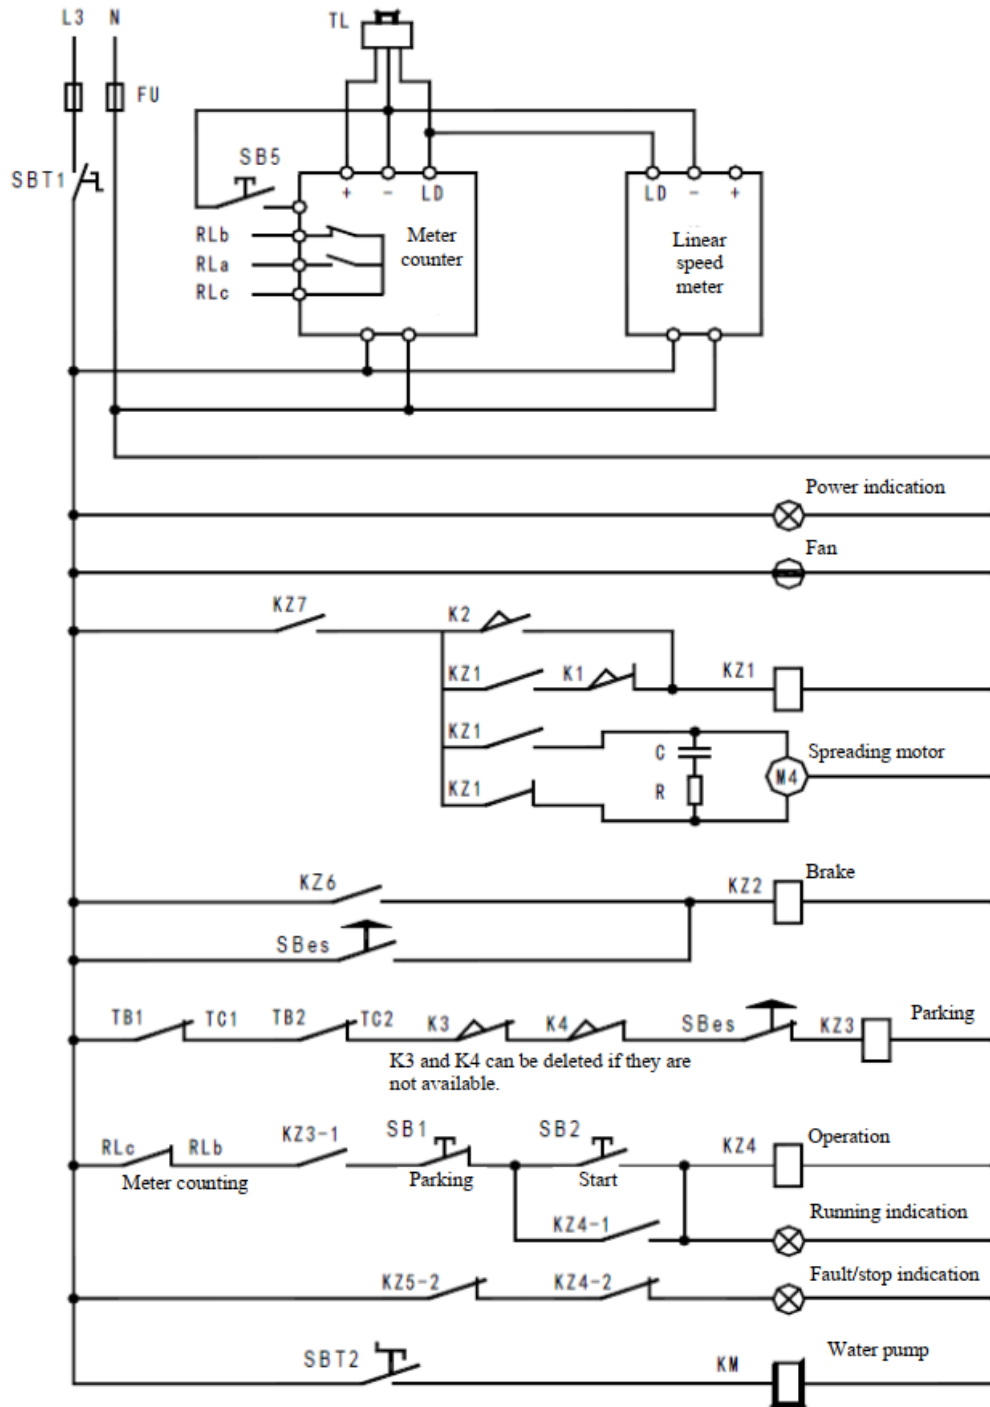 L3 N TL
FU
SB5
SBT1
+ - LD LD - +
RLb Meter Linear
RLa counter speed
RLc meter
Power indication
Fan
KZ7 K2
KZ1 K1 KZ1
KZ1 C Spreading motor
M4
KZ1 R
Brake
KZ6 KZ2
SBes
TB1 TC1 TB2 TC2 K3 K4 SBes KZ3 Parking
K3 and K4 can be deleted if they are
not available.
RLc RLb KZ3-1 SB1 SB2 KZ4 Operation
Meter counting Parking Start
KZ4-1 Running indication
KZ5-2 KZ4-2 Fault/stop indication
SBT2 KM Water pump